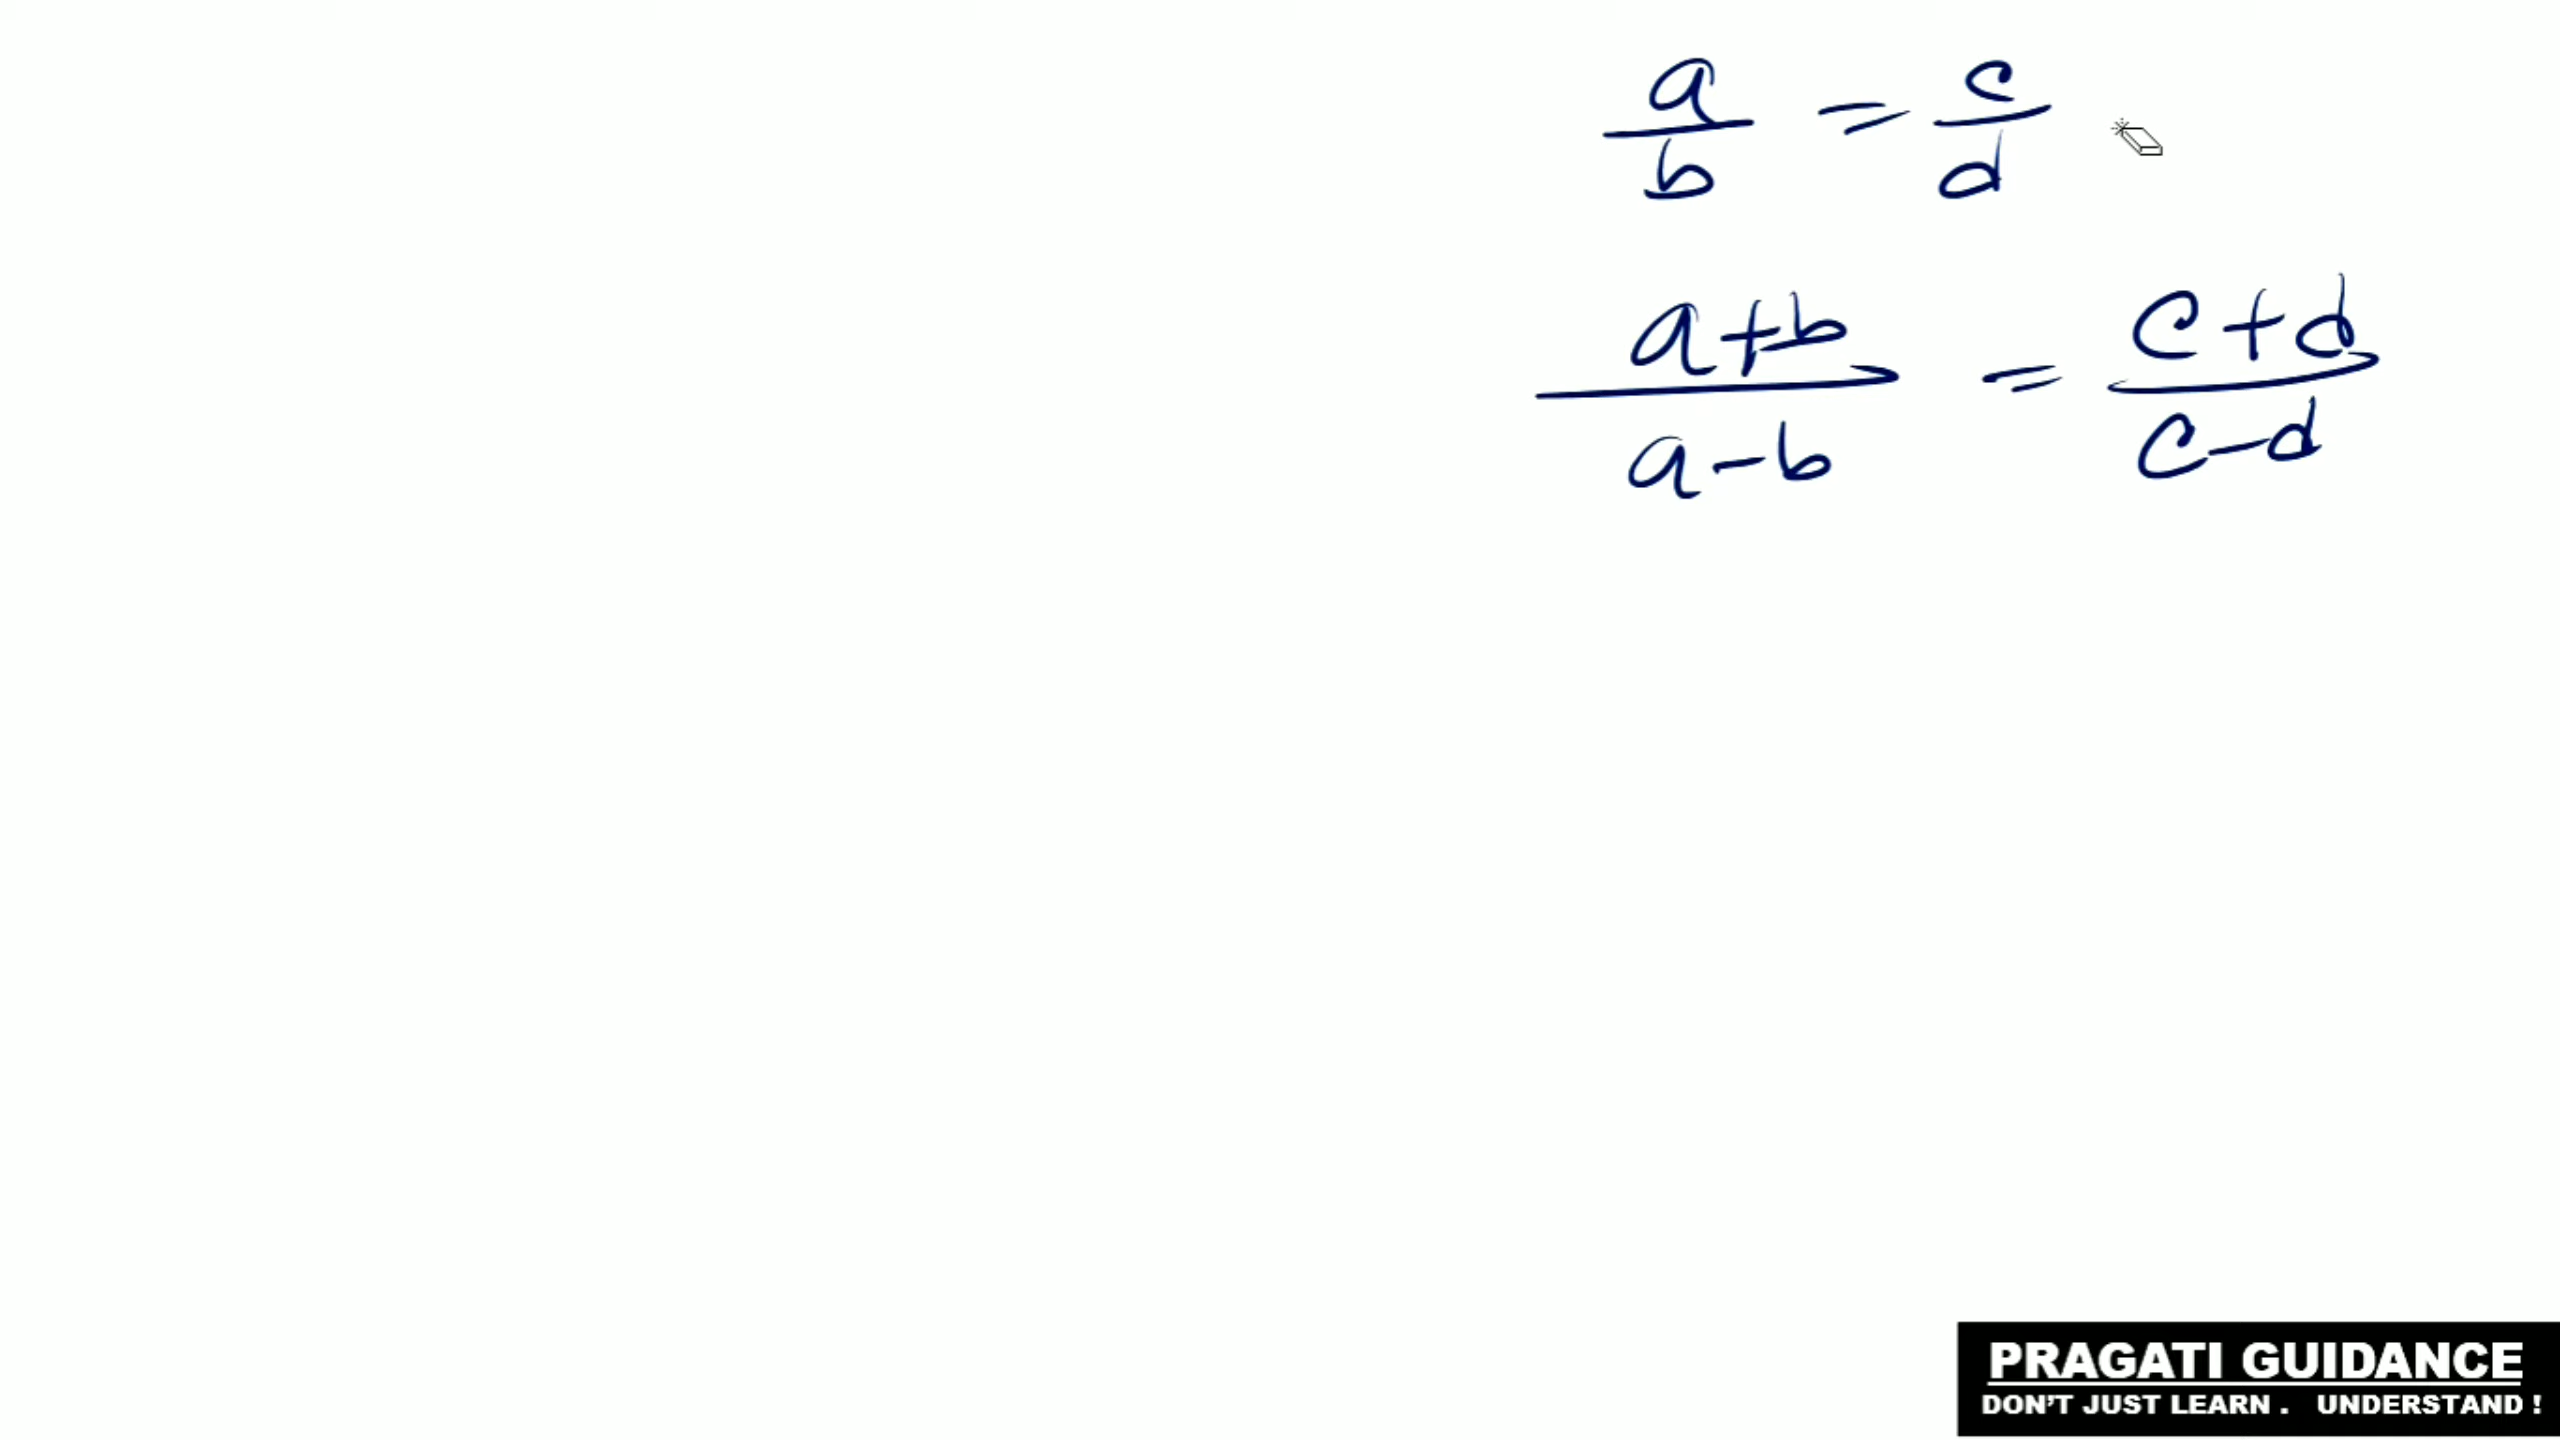 a/b = c/d
a+b/a-b = c+d/c-d
PRAGATI GUIDANCE
DON'T JUST LEARN . UNDERSTAND !